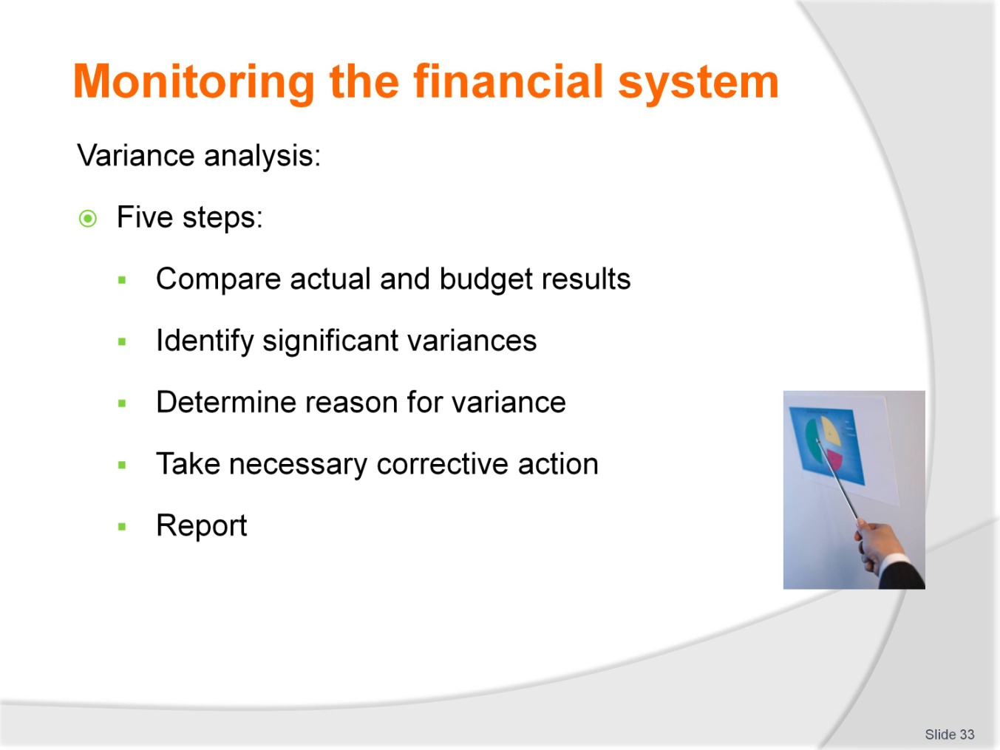 Monitoring the financial system
Variance analysis:
Five steps:
Compare actual and budget results
Identify significant variances
Determine reason for variance
Take necessary corrective action
Report
Slide 33